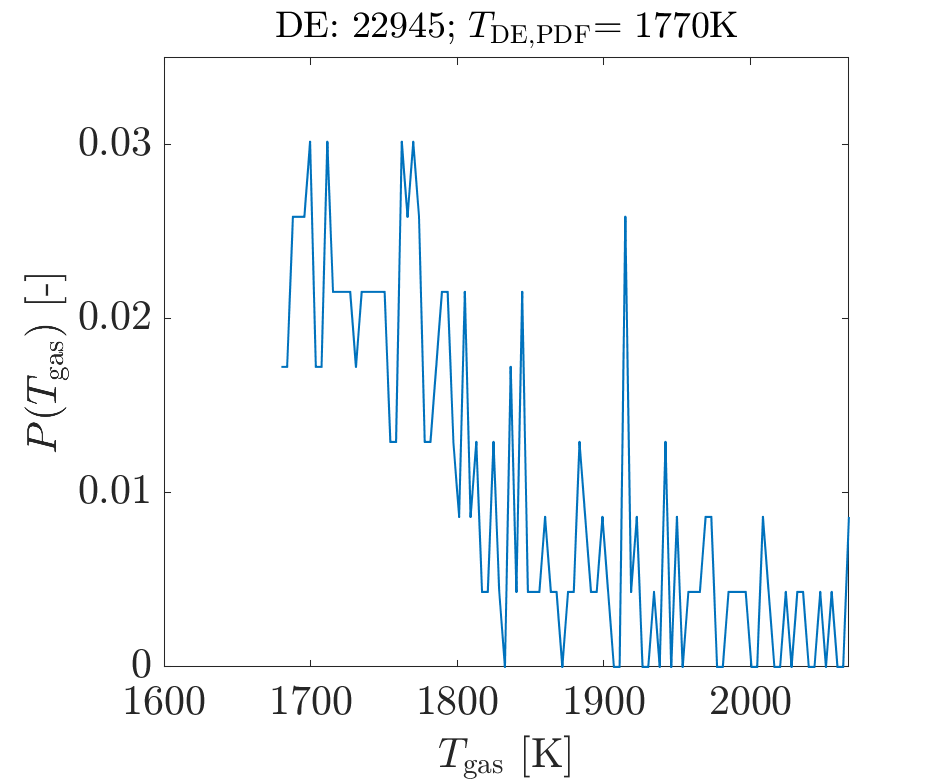 DE: 22945; T_DE,PDF= 1770K
0.03
0.02
0.01
0
P(T_gas) [-]
1600 1700 1800 1900 2000
T_gas [K]